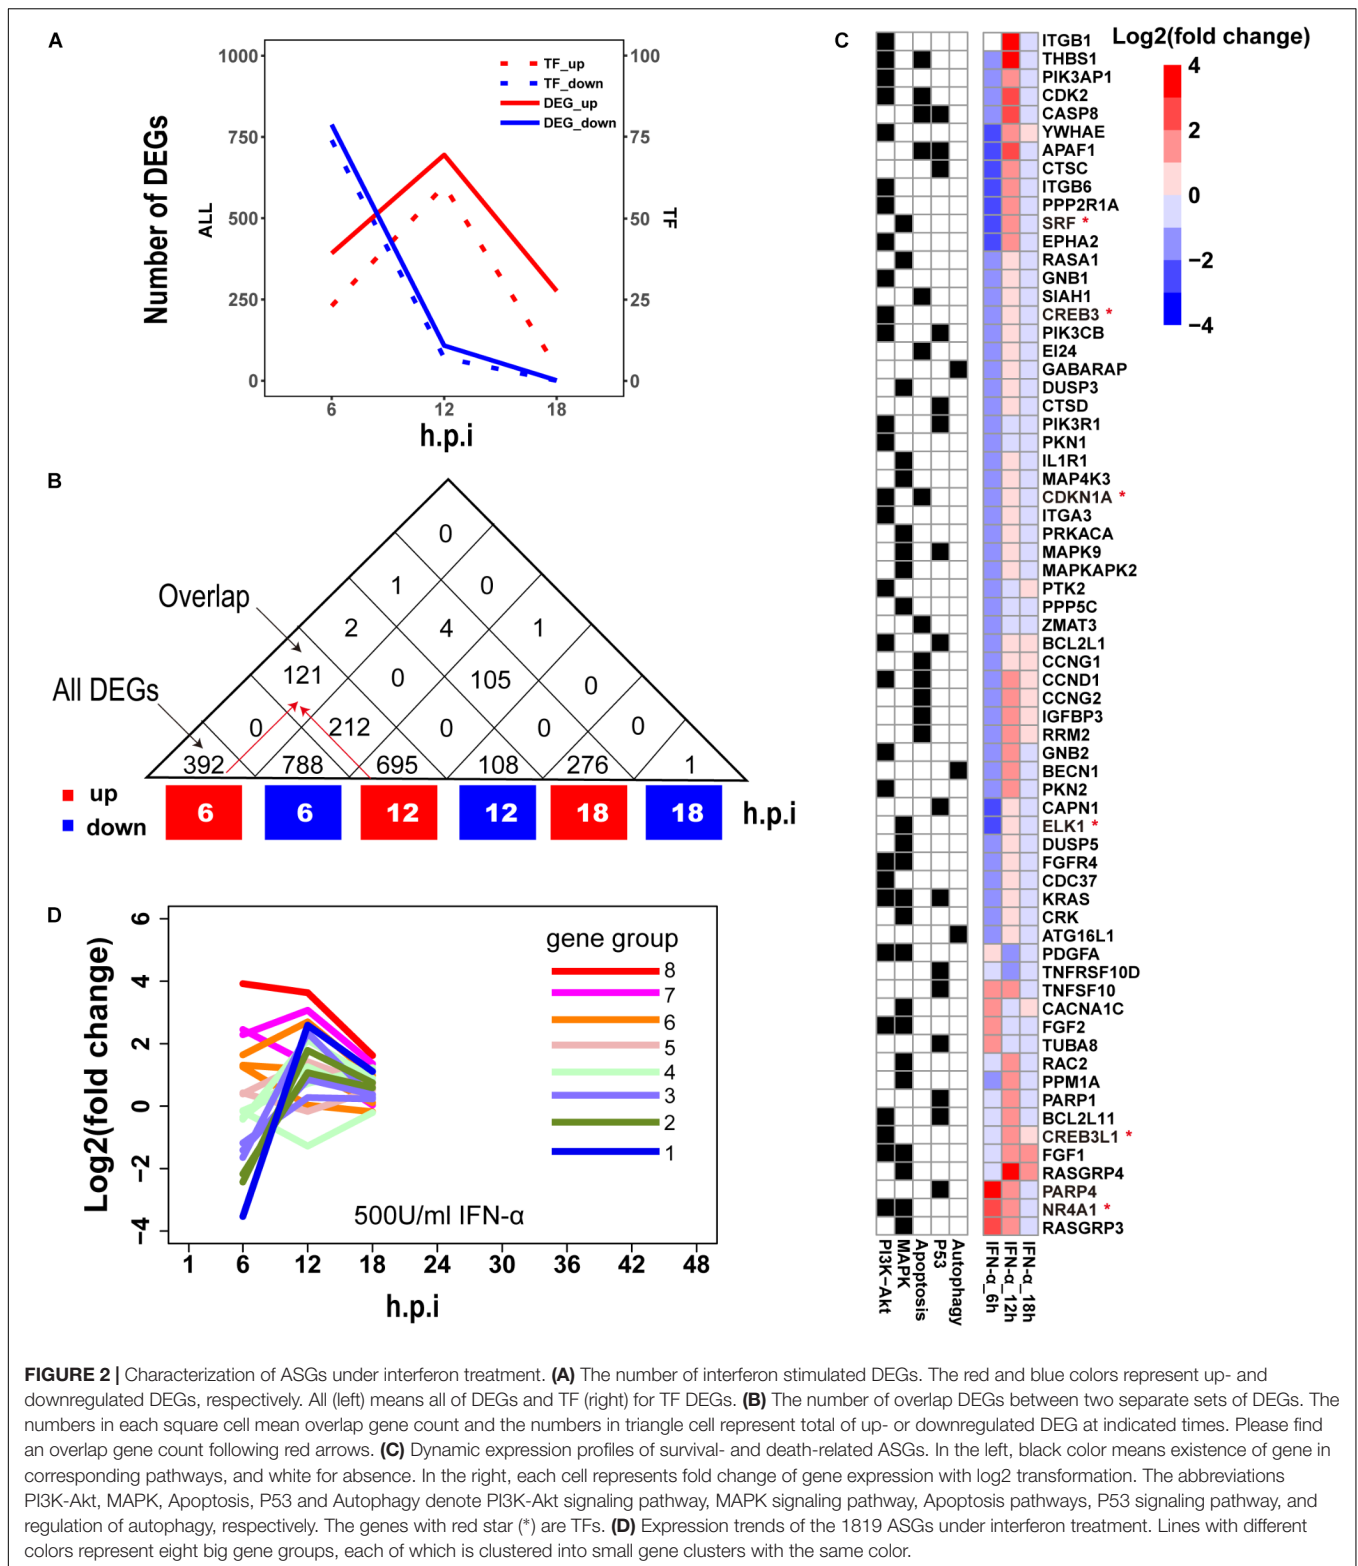 A
1000
750
500
250
0
100
75
50
25
0
TF_up
TF_down
DEG_up
DEG_down
Number of DEGs
ALL
TF
6
12
18
h.p.i
B
Overlap
All DEGs
0
1
0
2
4
1
121
0
105
0
0
212
0
0
0
392
788
695
108
276
1
up
down
6
6
12
12
18
18
h.p.i
C
Log2(fold change)
4
2
0
−2
−4
ITGB1
THBS1
PIK3AP1
CDK2
CASP8
YWHAE
APAF1
CTSC
ITGB6
PPP2R1A
SRF *
EPHA2
RASA1
GNB1
SIAH1
CREB3 *
PIK3CB
EI24
GABARAP
DUSP3
CTSD
PIK3R1
PKN1
IL1R1
MAP4K3
CDKN1A *
ITGA3
PRKACA
MAPK9
MAPKAPK2
PTK2
PPP5C
ZMAT3
BCL2L1
CCNG1
CCND1
CCNG2
IGFBP3
RRM2
GNB2
BECN1
PKN2
CAPN1
ELK1 *
DUSP5
FGFR4
CDC37
KRAS
CRK
ATG16L1
PDGFA
TNFRSF10D
TNFSF10
CACNA1C
FGF2
TUBA8
RAC2
PPM1A
PARP1
BCL2L11
CREB3L1 *
FGF1
RASGRP4
PARP4
NR4A1 *
RASGRP3
PI3K−Akt
MAPK
Apoptosis
P53
Autophagy
IFN-α_6h
IFN-α_12h
IFN-α_18h
D
Log2(fold change)
6
4
2
0
−2
−4
gene group
8
7
6
5
4
3
2
1
500U/ml IFN-α
1
6
12
18
24
30
36
42
48
h.p.i
FIGURE 2 | Characterization of ASGs under interferon treatment. (A) The number of interferon stimulated DEGs. The red and blue colors represent up- and
downregulated DEGs, respectively. All (left) means all of DEGs and TF (right) for TF DEGs. (B) The number of overlap DEGs between two separate sets of DEGs. The
numbers in each square cell mean overlap gene count and the numbers in triangle cell represent total of up- or downregulated DEG at indicated times. Please find
an overlap gene count following red arrows. (C) Dynamic expression profiles of survival- and death-related ASGs. In the left, black color means existence of gene in
corresponding pathways, and white for absence. In the right, each cell represents fold change of gene expression with log2 transformation. The abbreviations
PI3K-Akt, MAPK, Apoptosis, P53 and Autophagy denote PI3K-Akt signaling pathway, MAPK signaling pathway, Apoptosis pathways, P53 signaling pathway, and
regulation of autophagy, respectively. The genes with red star (*) are TFs. (D) Expression trends of the 1819 ASGs under interferon treatment. Lines with different
colors represent eight big gene groups, each of which is clustered into small gene clusters with the same color.